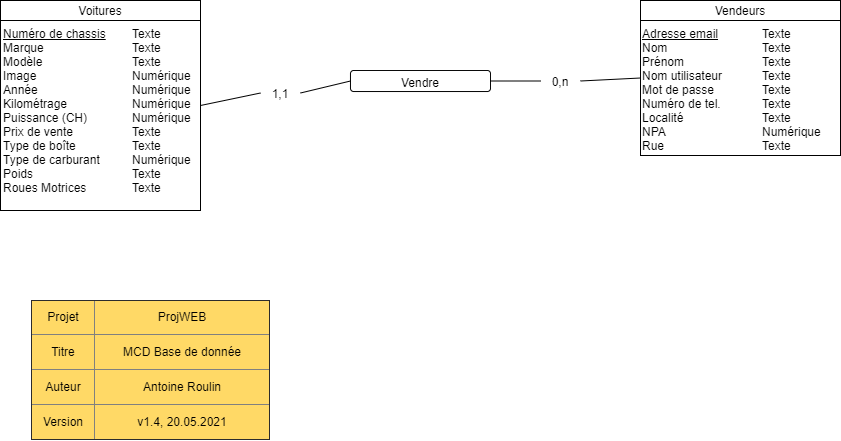 Voitures
Numéro de chassis Texte
Marque Texte
Modèle Texte
Image Numérique
Année Numérique
Kilométrage Numérique
Puissance (CH) Numérique
Prix de vente Texte
Type de boîte Texte
Type de carburant Numérique
Poids Texte
Roues Motrices Texte
1,1
Vendre
0,n
Vendeurs
Adresse email Texte
Nom Texte
Prénom Texte
Nom utilisateur Texte
Mot de passe Texte
Numéro de tel. Texte
Localité Texte
NPA Numérique
Rue Texte
Projet ProjWEB
Titre MCD Base de donnée
Auteur Antoine Roulin
Version v1.4, 20.05.2021